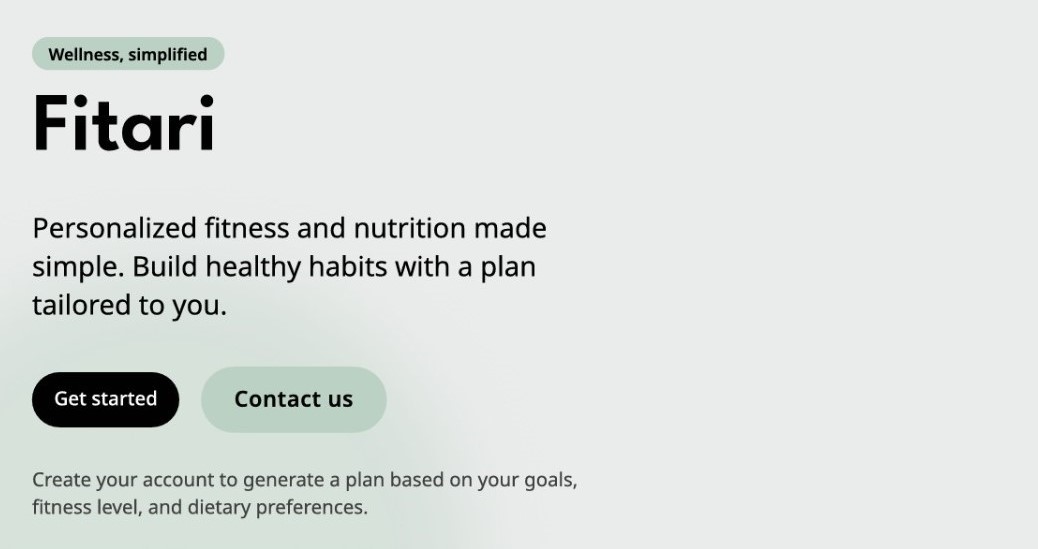 Wellness, simplified
Fitari
Personalized fitness and nutrition made
simple. Build healthy habits with a plan
tailored to you.
Get started
Contact us
Create your account to generate a plan based on your goals,
fitness level, and dietary preferences.